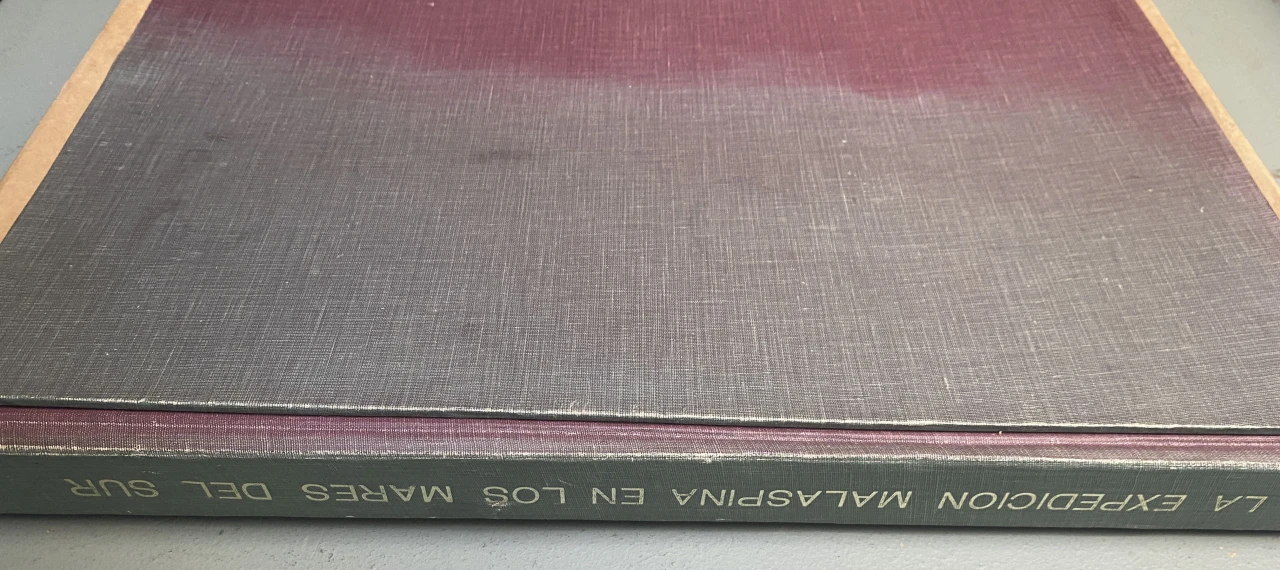 LA EXPEDICION MALASPINA EN LOS MARES DEL SUR